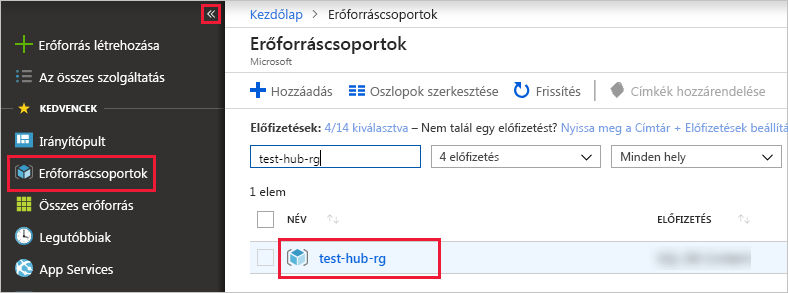 «
Erőforrás létrehozása
Az összes szolgáltatás
KEDVENCEK
Irányítópult
Erőforráscsoportok
Összes erőforrás
Legutóbbiak
App Services
Kezdőlap > Erőforráscsoportok
Erőforráscsoportok
Microsoft
Hozzáadás Oszlopok szerkesztése Frissítés Címkék hozzárendelése
Előfizetések: 4/14 kiválasztva – Nem talál egy előfizetést? Nyissa meg a Címtár + Előfizetések beállítá
test-hub-rg 4 előfizetés Minden hely
1 elem
NÉV ELŐFIZETÉS
test-hub-rg